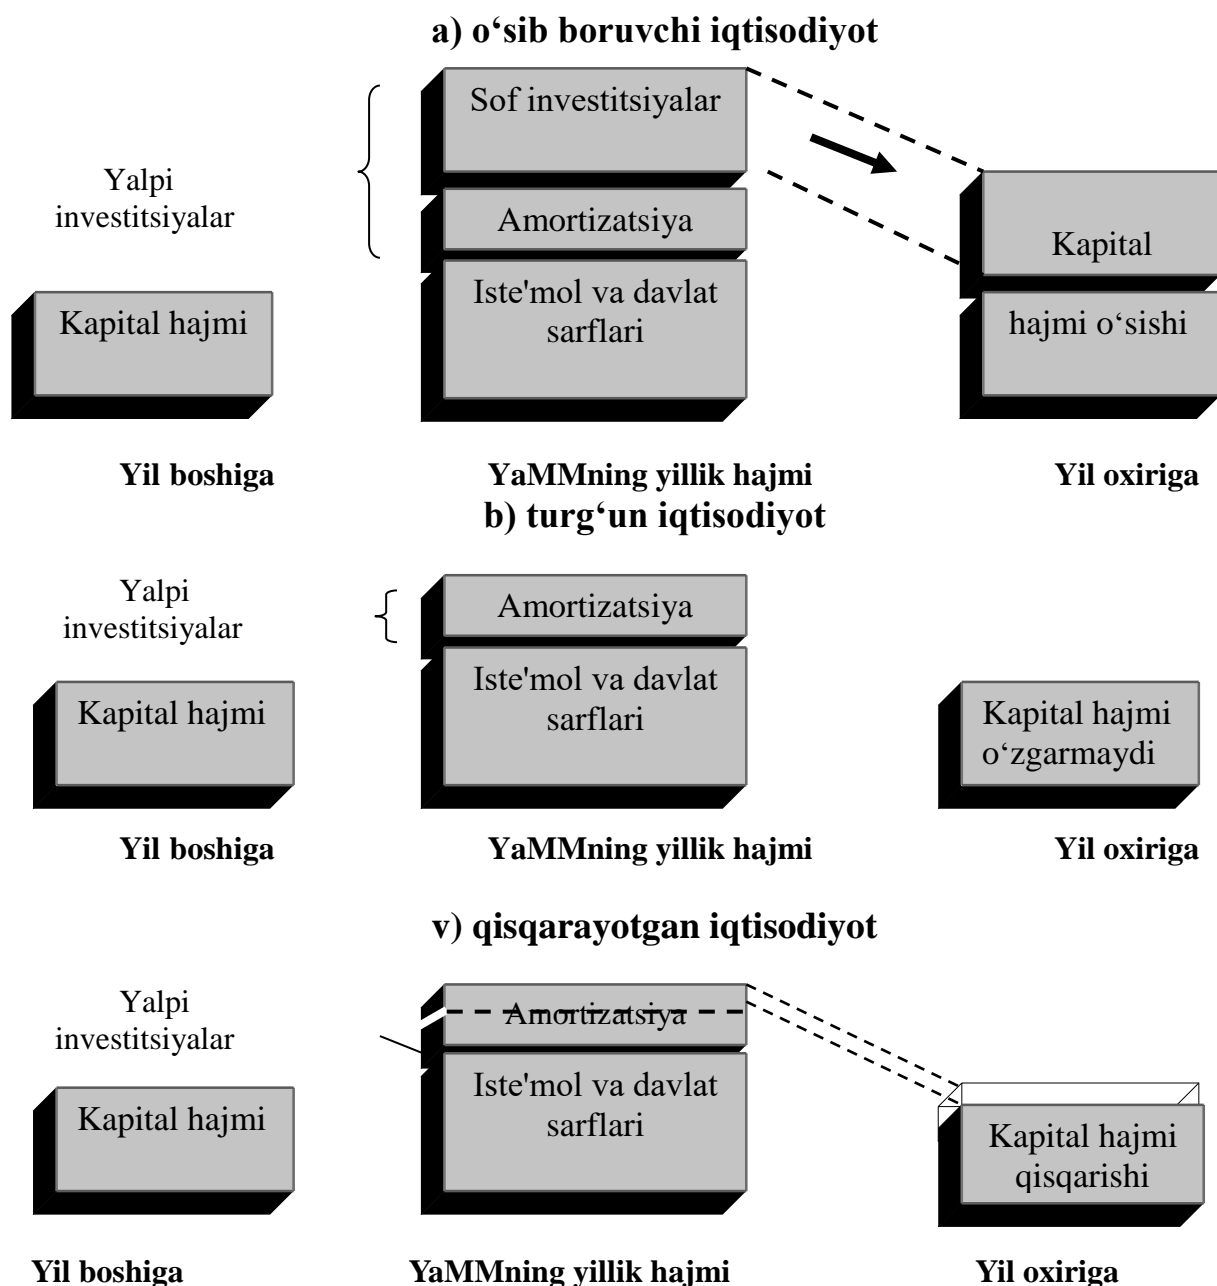 a) o‘sib boruvchi iqtisodiyot
Sof investitsiyalar
Yalpi
investitsiyalar
Amortizatsiya
Kapital
Kapital hajmi
Iste'mol va davlat
sarflari
hajmi o‘sishi
Yil boshiga
YaMMning yillik hajmi
Yil oxiriga
b) turg‘un iqtisodiyot
Yalpi
investitsiyalar
Amortizatsiya
Kapital hajmi
Iste'mol va davlat
sarflari
Kapital hajmi
o‘zgarmaydi
Yil boshiga
YaMMning yillik hajmi
Yil oxiriga
v) qisqarayotgan iqtisodiyot
Yalpi
investitsiyalar
Amortizatsiya
Kapital hajmi
Iste'mol va davlat
sarflari
Kapital hajmi
qisqarishi
Yil boshiga
YaMMning yillik hajmi
Yil oxiriga